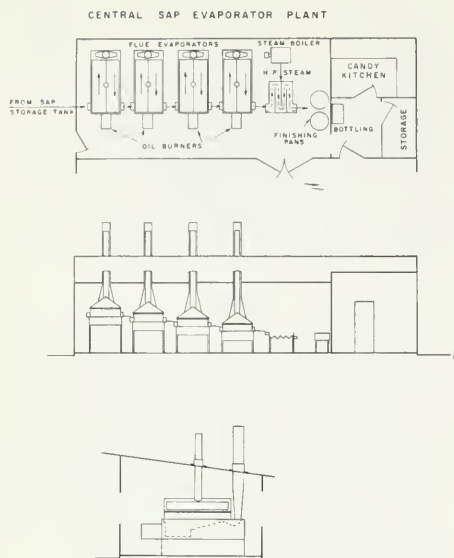 CENTRAL SAP EVAPORATOR PLANT
FLUE EVAPORATORS
STEAM BOILER
H.P. STEAM
CANDY
KITCHEN
FROM SAP
STORAGE TANK
OIL BURNERS
FINISHING
PANS
BOTTLING
STORAGE